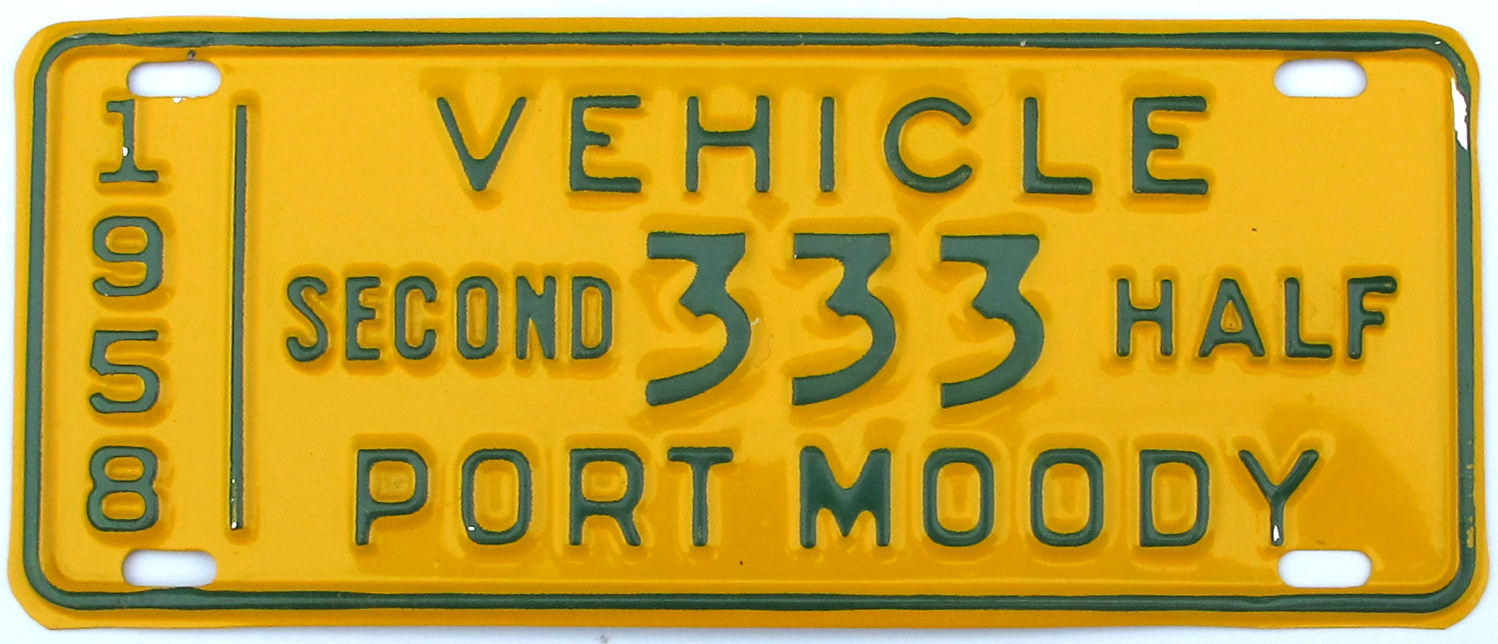 1958
VEHICLE
SECOND 333 HALF
PORT MOODY